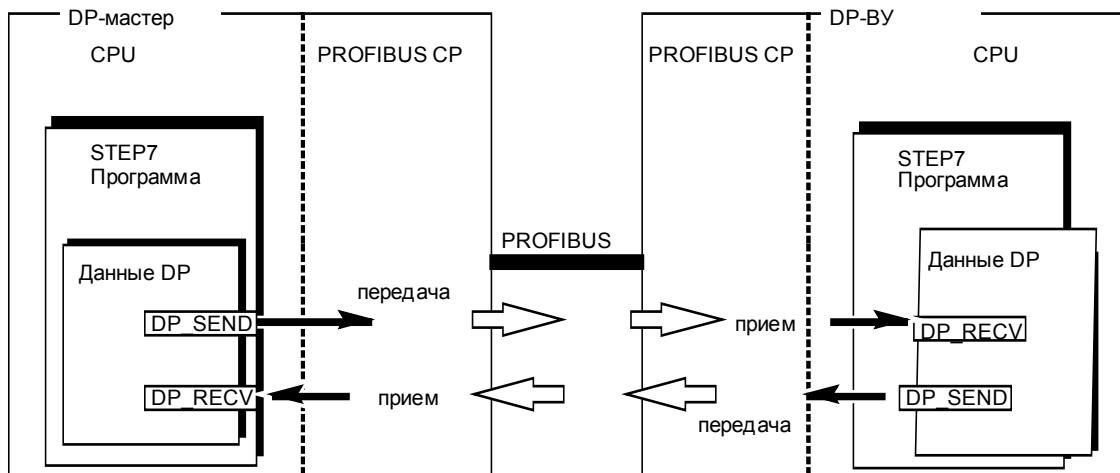 DP-мастер
DP-ВУ
CPU
PROFIBUS CP
PROFIBUS CP
CPU
STEP7
Программа
STEP7
Программа
PROFIBUS
Данные DP
Данные DP
передача
DP_SEND
прием
DP_RECV
DP_RECV
прием
DP_SEND
передача